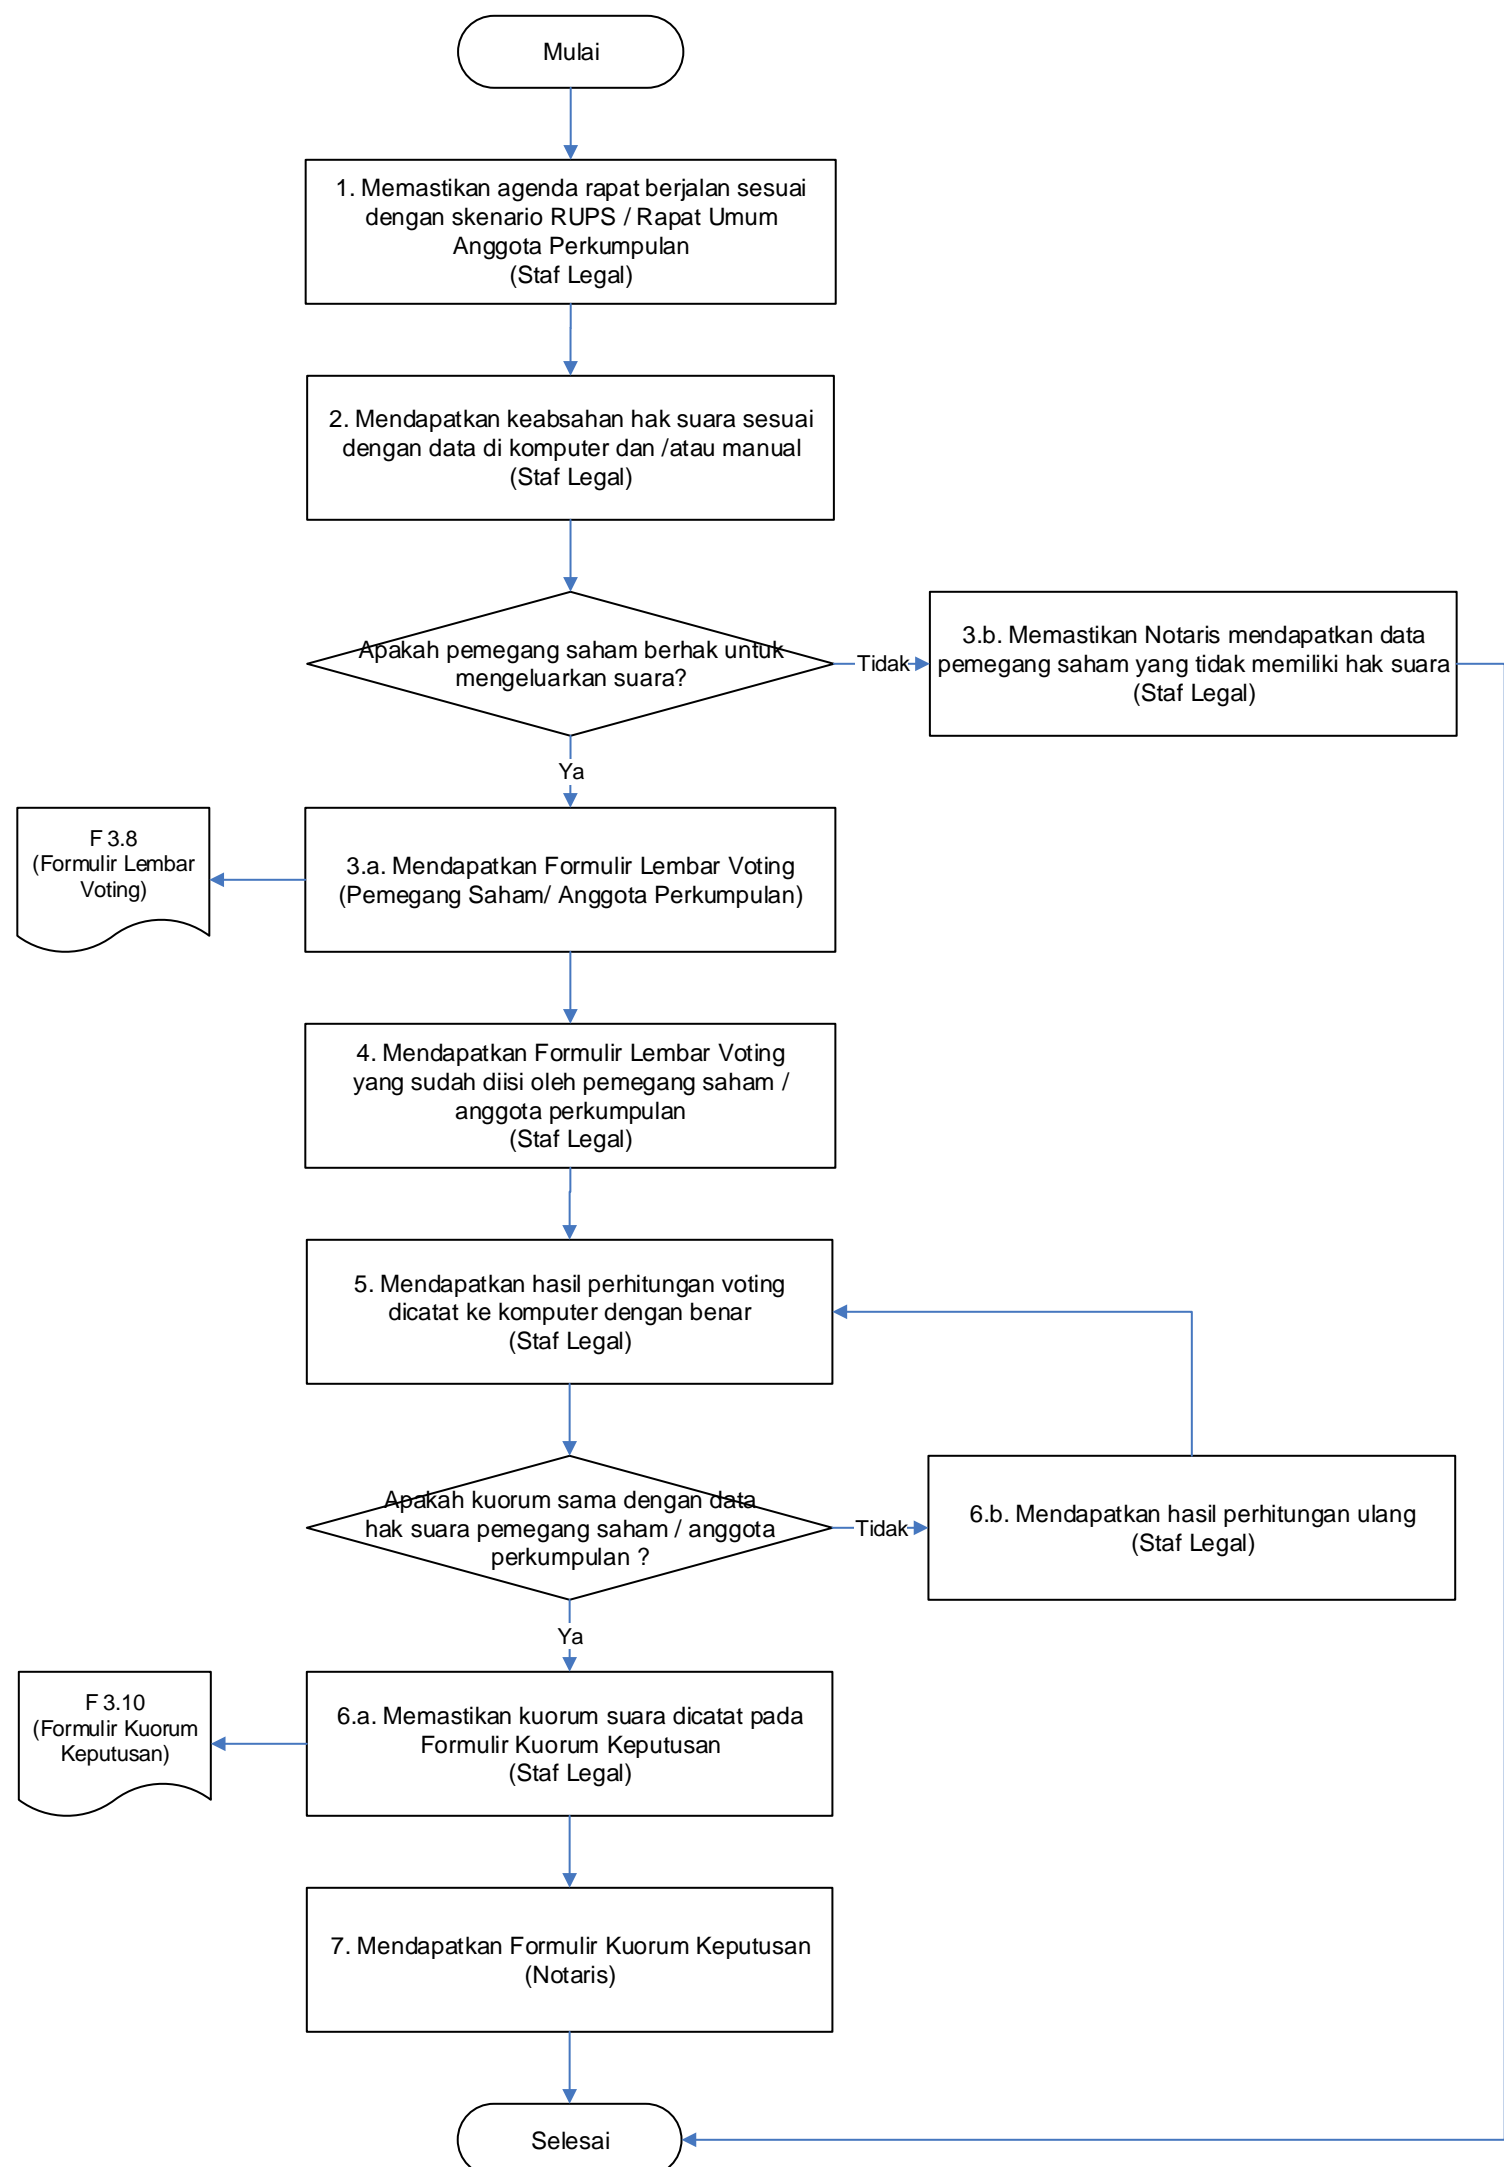 Mulai
1. Memastikan agenda rapat berjalan sesuai
dengan skenario RUPS / Rapat Umum
Anggota Perkumpulan
(Staf Legal)
2. Mendapatkan keabsahan hak suara sesuai
dengan data di komputer dan /atau manual
(Staf Legal)
Apakah pemegang saham berhak untuk
mengeluarkan suara?
Tidak
3.b. Memastikan Notaris mendapatkan data
pemegang saham yang tidak memiliki hak suara
(Staf Legal)
Ya
F 3.8
(Formulir Lembar
Voting)
3.a. Mendapatkan Formulir Lembar Voting
(Pemegang Saham/ Anggota Perkumpulan)
4. Mendapatkan Formulir Lembar Voting
yang sudah diisi oleh pemegang saham /
anggota perkumpulan
(Staf Legal)
5. Mendapatkan hasil perhitungan voting
dicatat ke komputer dengan benar
(Staf Legal)
Apakah kuorum sama dengan data
hak suara pemegang saham / anggota
perkumpulan ?
Tidak
6.b. Mendapatkan hasil perhitungan ulang
(Staf Legal)
Ya
F 3.10
(Formulir Kuorum
Keputusan)
6.a. Memastikan kuorum suara dicatat pada
Formulir Kuorum Keputusan
(Staf Legal)
7. Mendapatkan Formulir Kuorum Keputusan
(Notaris)
Selesai